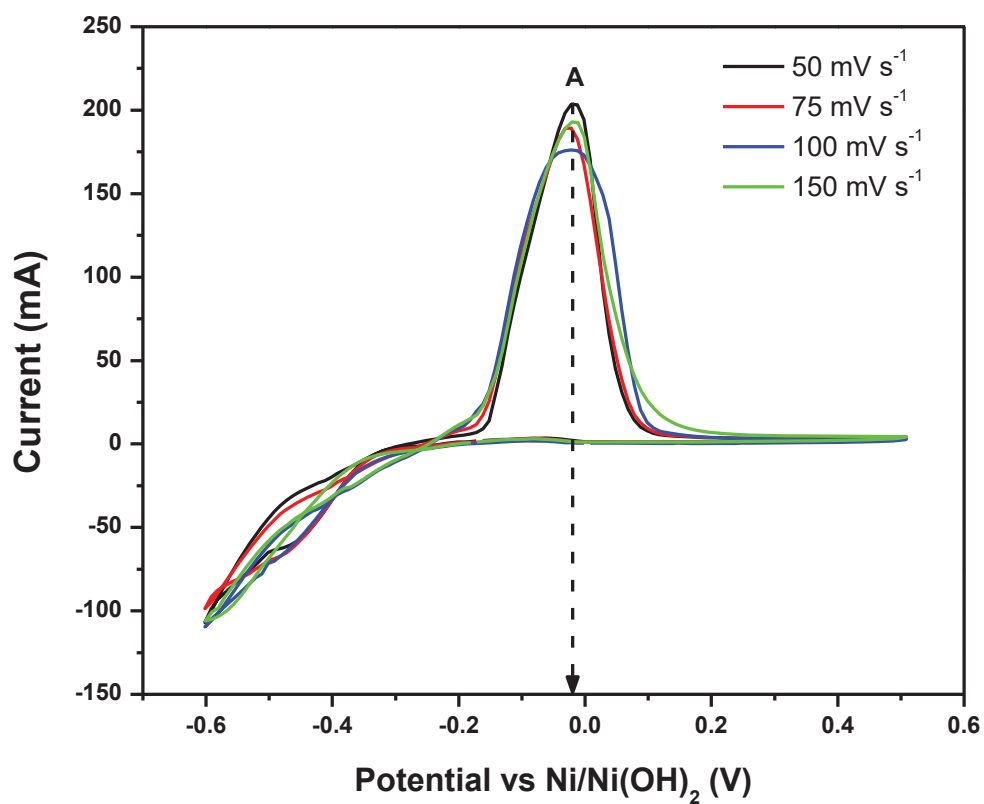 250
200
150
100
50
0
-50
-100
-150
Current (mA)
A
50 mV s⁻¹
75 mV s⁻¹
100 mV s⁻¹
150 mV s⁻¹
-0.6 -0.4 -0.2 0.0 0.2 0.4 0.6
Potential vs Ni/Ni(OH)₂ (V)